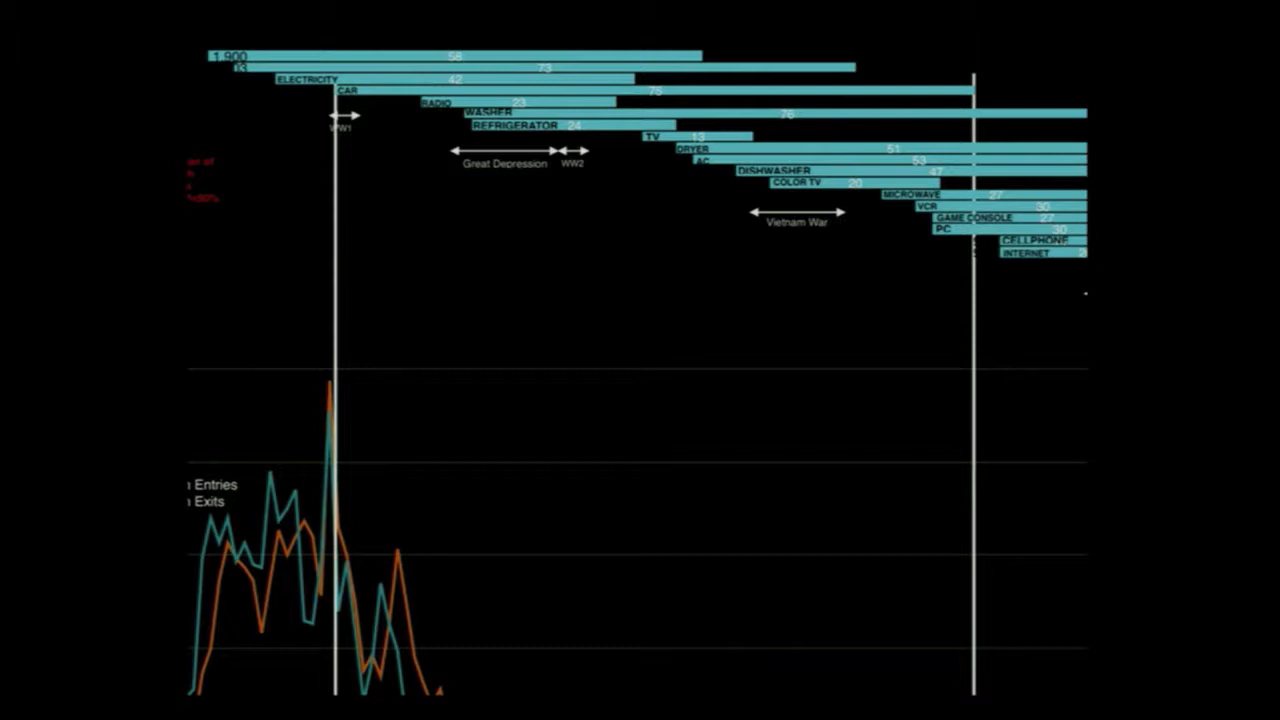 1,900 58
73
ELECTRICITY 42
CAR 75
RADIO 23
WASHER 76
REFRIGERATOR 24
WW1
TV 13
DRYER 51
Great Depression
WW2
AC 53
DISHWASHER 47
COLOR TV 20
MICROWAVE 27
VCR 30
Vietnam War
GAME CONSOLE 27
PC 30
CELLPHONE
INTERNET
Entries
Exits